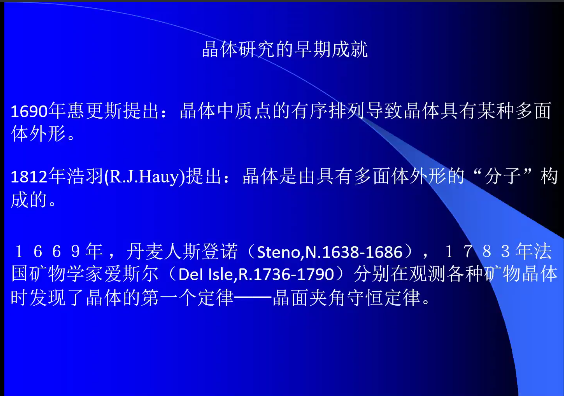 晶体研究的早期成就
1690年惠更斯提出：晶体中质点的有序排列导致晶体具有某种多面
体外形。
1812年浩羽(R.J.Hauy)提出：晶体是由具有多面体外形的“分子”构
成的。
１６６９年，丹麦人斯登诺（Steno,N.1638-1686），１７８３年法
国矿物学家爱斯尔（Del Isle,R.1736-1790）分别在观测各种矿物晶体
时发现了晶体的第一个定律——晶面夹角守恒定律。